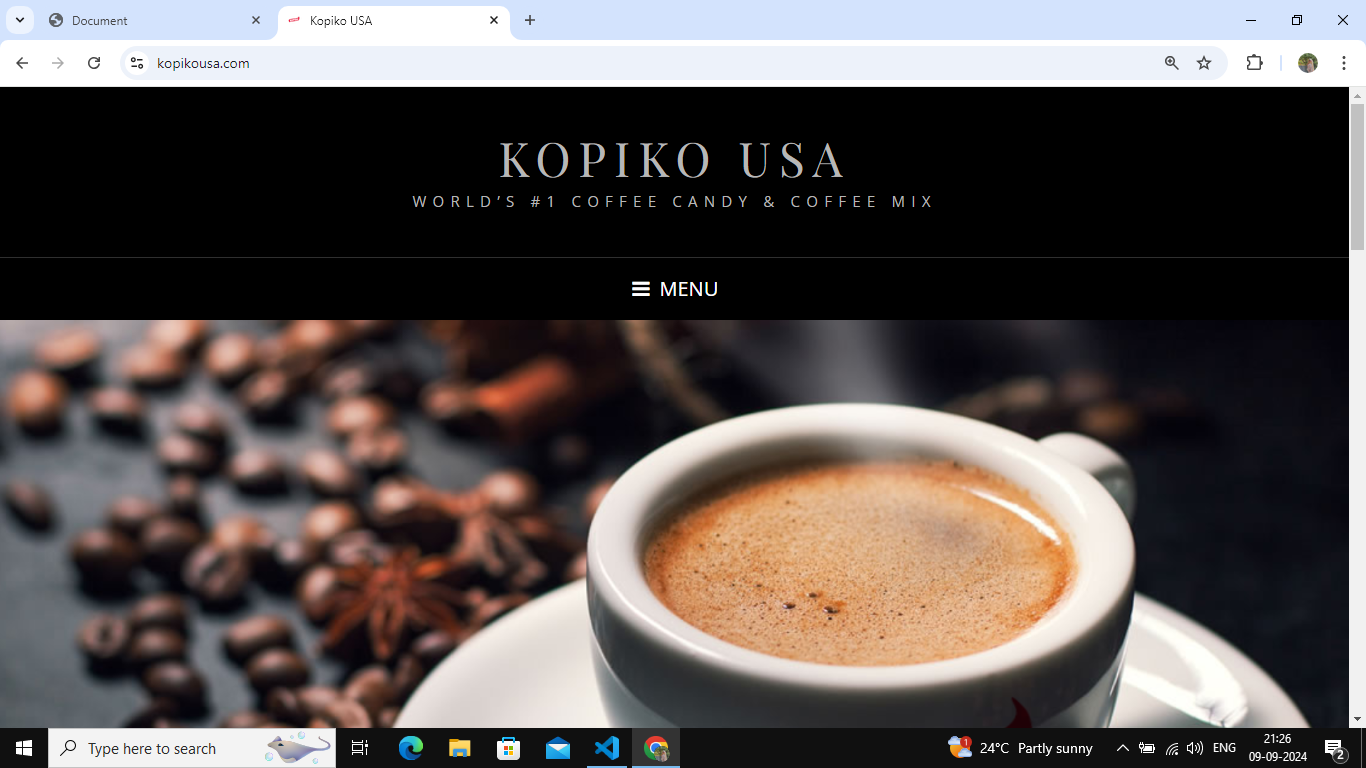 Document
Kopiko USA
kopikousa.com
KOPIKO USA
WORLD'S #1 COFFEE CANDY & COFFEE MIX
MENU
Type here to search
1
24°C Partly sunny
ENG
21:26
09-09-2024
2